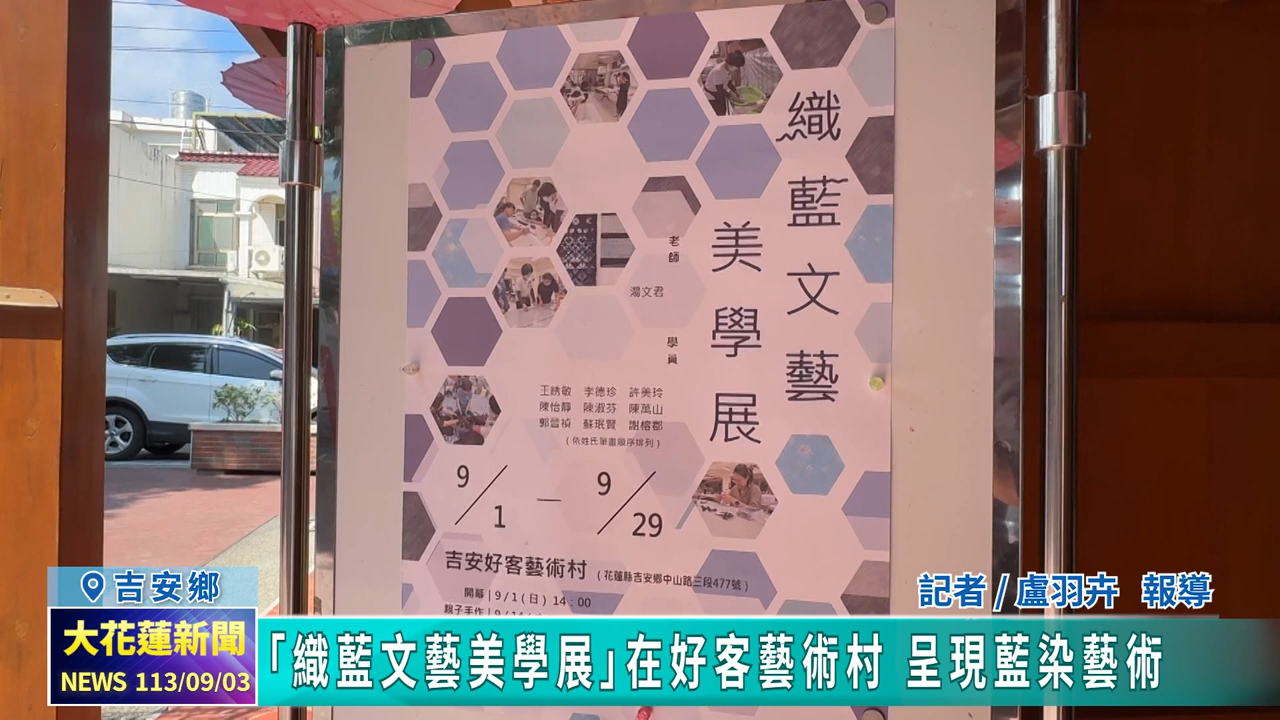 織藍文藝
美學展
老師
湯文君
學員
王綉敏 李德珍 許美玲
陳怡靜 陳淑芬 陳萬山
郭晉禎 蘇珉賢 謝榕郡
(依姓氏筆畫順序排列)
9/1 — 9/29
吉安好客藝術村 (花蓮縣吉安鄉中山路三段477號)
開幕 | 9/1(日) 14:00
吉安鄉
記者/盧羽卉 報導
大花蓮新聞
NEWS 113/09/03
「織藍文藝美學展」在好客藝術村 呈現藍染藝術